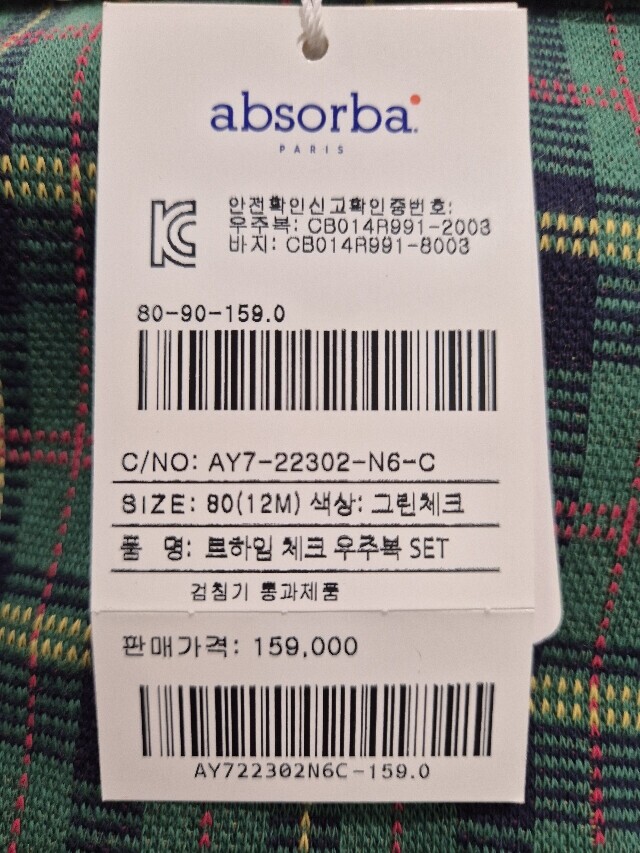 absorba.
PARIS
안전확인신고확인증번호:
우주복: CB014R991-2003
바지: CB014R991-8003
80-90-159.0
C/NO: AY7-22302-N6-C
SIZE: 80(12M) 색상: 그린체크
품 명: 트하임 체크 우주복 SET
검침기 통과제품
판매가격: 159,000
AY722302N6C-159.0